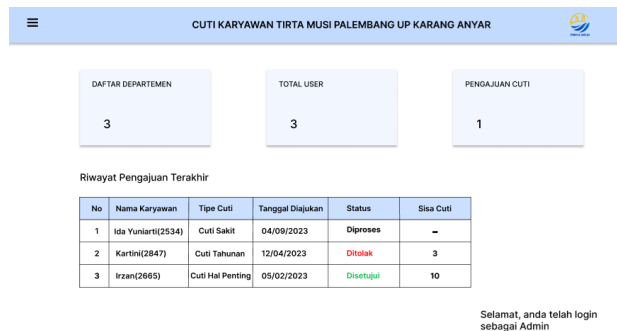 CUTI KARYAWAN TIRTA MUSI PALEMBANG UP KARANG ANYAR
DAFTAR DEPARTEMEN
3
TOTAL USER
3
PENGAJUAN CUTI
1
Riwayat Pengajuan Terakhir
No Nama Karyawan Tipe Cuti Tanggal Diajukan Status Sisa Cuti
1 Ida Yuniarti(2534) Cuti Sakit 04/09/2023 Diproses -
2 Kartini(2847) Cuti Tahunan 12/04/2023 Ditolak 3
3 Irzan(2665) Cuti Hal Penting 05/02/2023 Disetujui 10
Selamat, anda telah login
sebagai Admin